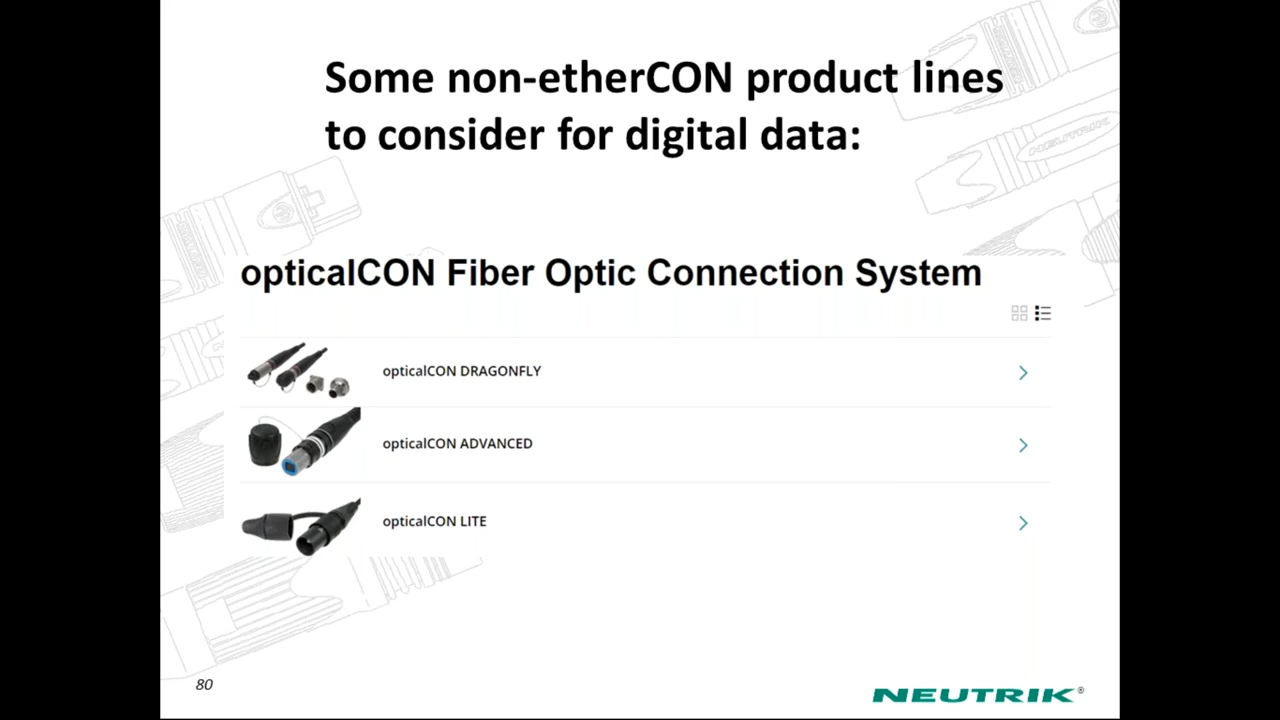 Some non-etherCON product lines
to consider for digital data:
opticalCON Fiber Optic Connection System
opticalCON DRAGONFLY
opticalCON ADVANCED
opticalCON LITE
80
NEUTRIK®